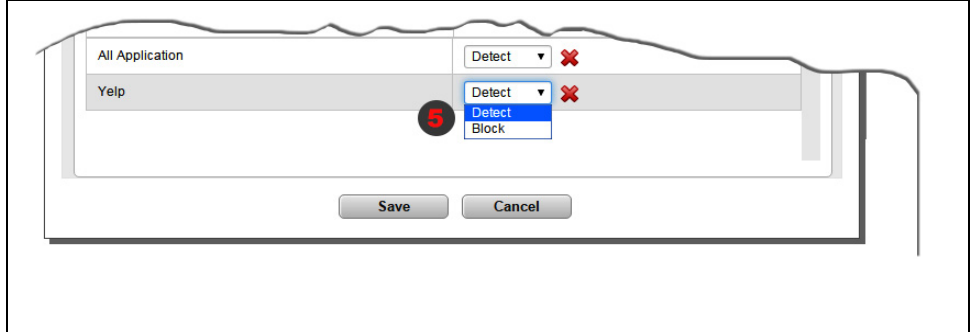 All Application Detect
Yelp Detect
5 Detect
Block
Save Cancel